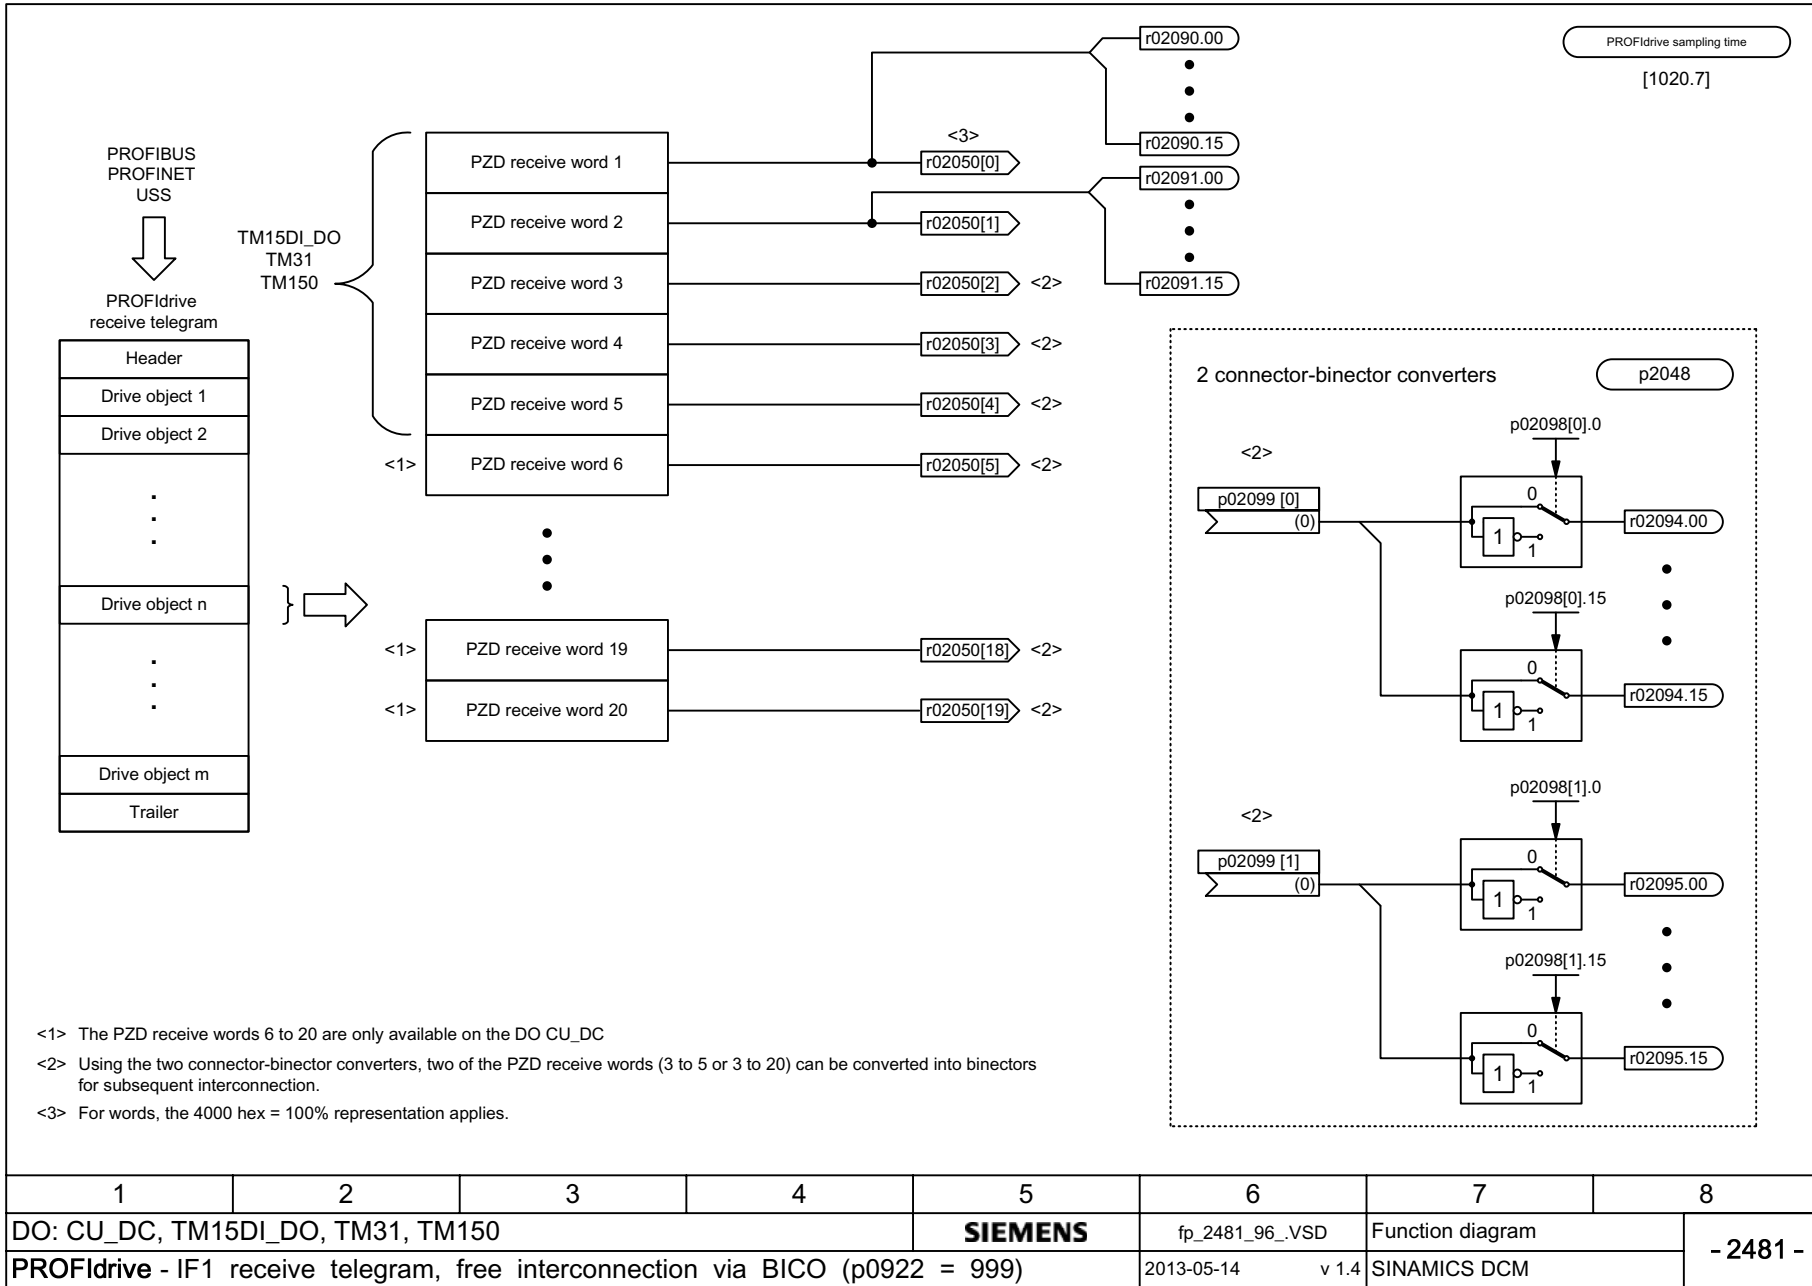 PROFIdrive sampling time
[1020.7]
PROFIBUS
PROFINET
USS
PROFIdrive
receive telegram
Header
Drive object 1
Drive object 2
Drive object n
Drive object m
Trailer
TM15DI_DO
TM31
TM150
PZD receive word 1
<3>
r02050[0]
r02090.00
r02090.15
PZD receive word 2
r02050[1]
r02091.00
r02091.15
PZD receive word 3
r02050[2] <2>
PZD receive word 4
r02050[3] <2>
PZD receive word 5
r02050[4] <2>
<1> PZD receive word 6
r02050[5] <2>
<1> PZD receive word 19
r02050[18] <2>
<1> PZD receive word 20
r02050[19] <2>
2 connector-binector converters p2048
p02098[0].0
<2>
p02099 [0]
(0)
0
1
1
r02094.00
p02098[0].15
0
1
1
r02094.15
p02098[1].0
<2>
p02099 [1]
(0)
0
1
1
r02095.00
p02098[1].15
0
1
1
r02095.15
<1> The PZD receive words 6 to 20 are only available on the DO CU_DC
<2> Using the two connector-binector converters, two of the PZD receive words (3 to 5 or 3 to 20) can be converted into binectors
for subsequent interconnection.
<3> For words, the 4000 hex = 100% representation applies.
1 2 3 4 5 6 7 8
DO: CU_DC, TM15DI_DO, TM31, TM150 SIEMENS fp_2481_96_.VSD Function diagram
- 2481 -
PROFIdrive - IF1 receive telegram, free interconnection via BICO (p0922 = 999) 2013-05-14 v 1.4 SINAMICS DCM